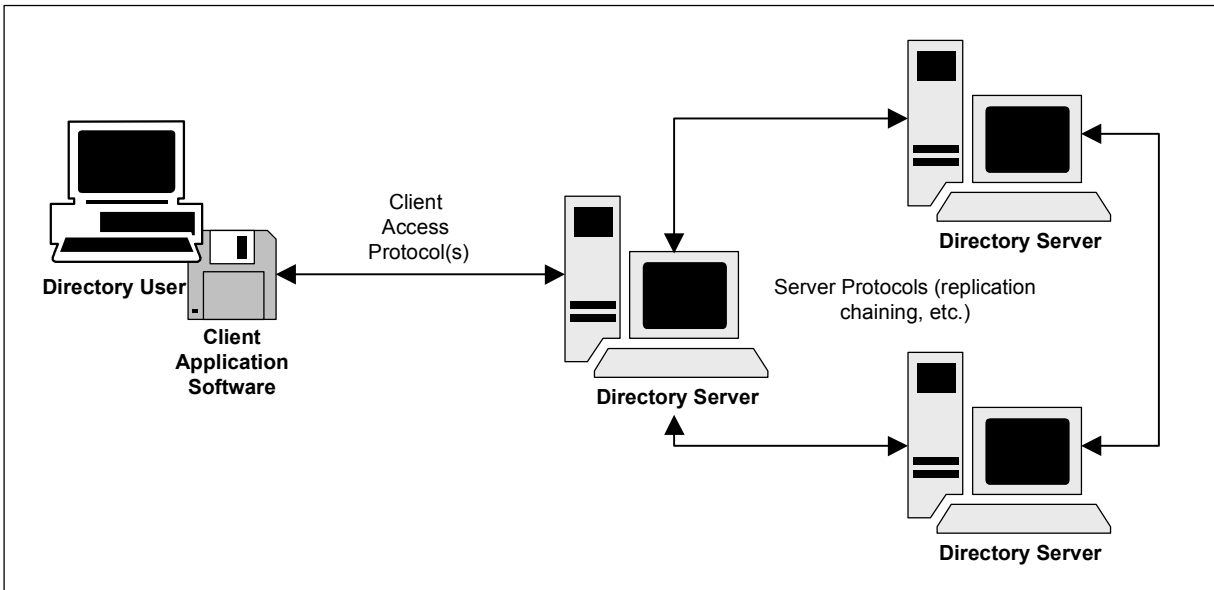 Client
Access
Protocol(s)
Directory User
Client
Application
Software
Directory Server
Directory Server
Server Protocols (replication
chaining, etc.)
Directory Server